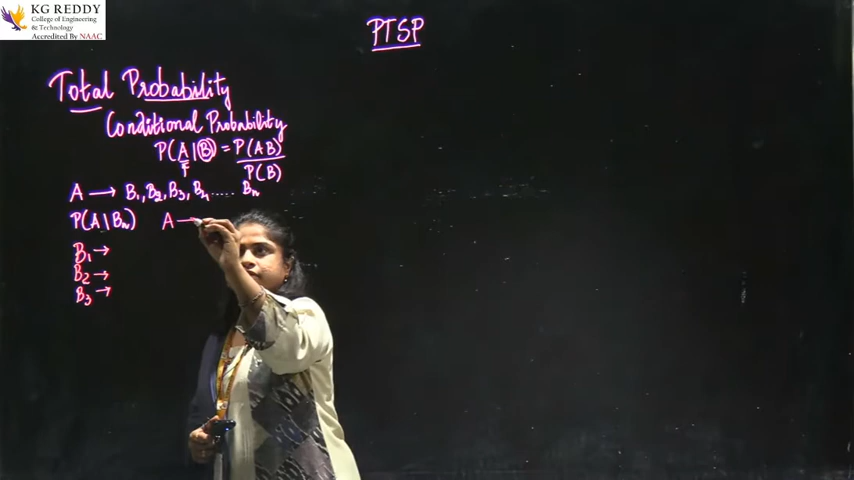 KG REDDY
College of Engineering
& Technology
Accredited By NAAC
PTSP
Total Probability
Conditional Probability
P(A|B) = P(AB)/P(B)
A → B₁, B₂, B₃, B₄ ..... Bₙ
P(A|Bₙ) A →
B₁ →
B₂ →
B₃ →